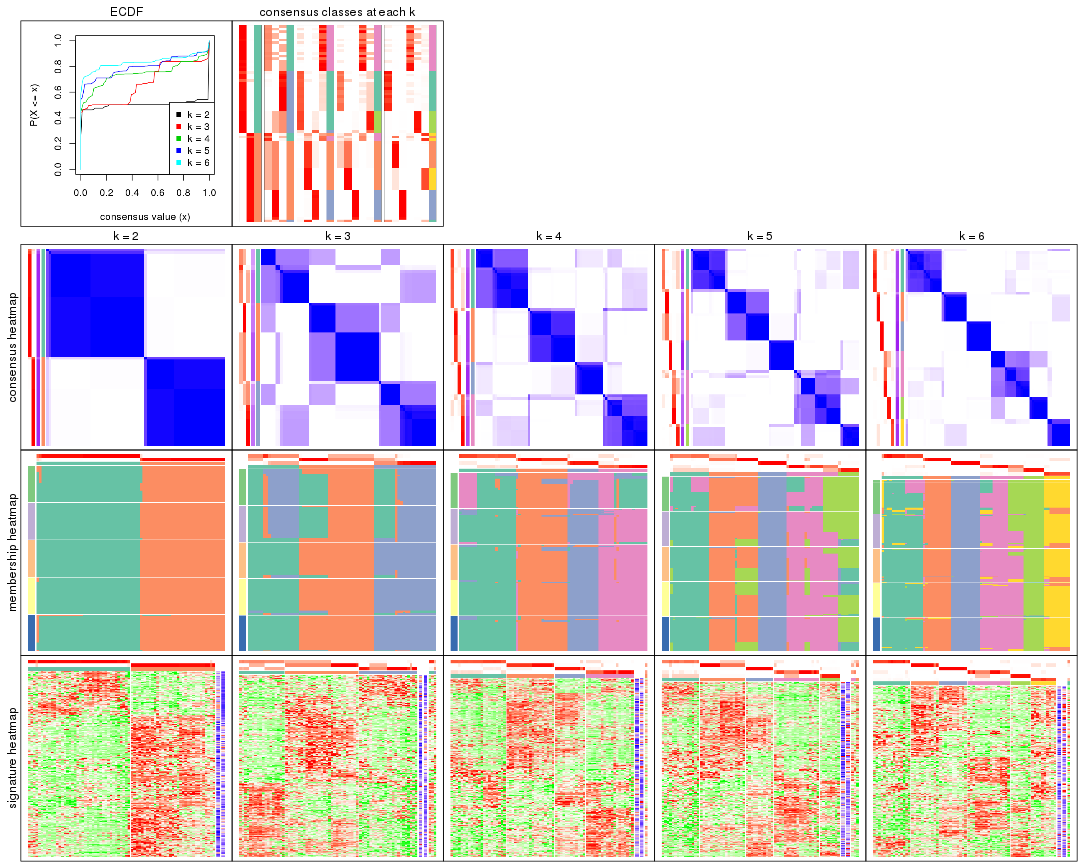 ECDF
consensus classes at each k
P(X <= x)
1.0
0.8
0.6
0.4
0.2
0.0
k = 2
k = 3
k = 4
k = 5
k = 6
0.0 0.2 0.4 0.6 0.8 1.0
consensus value (x)
k = 2
k = 3
k = 4
k = 5
k = 6
consensus heatmap
membership heatmap
signature heatmap